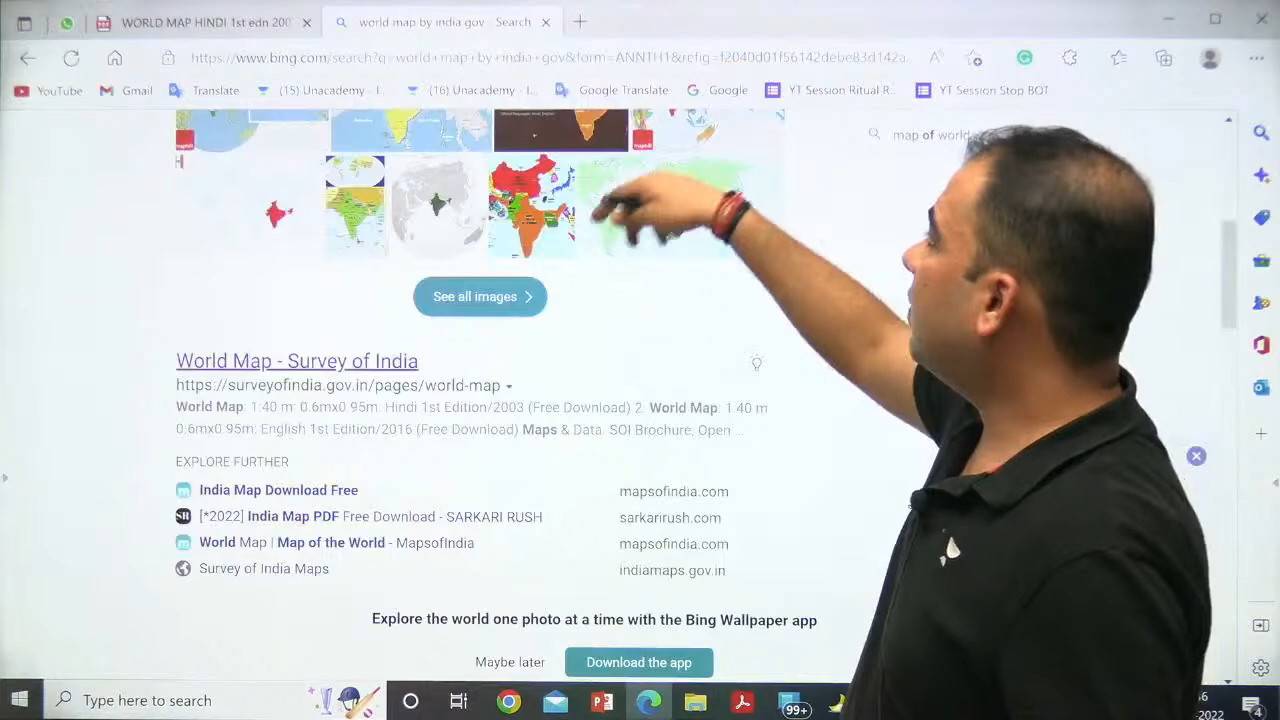 WORLD MAP HINDI 1st edn 200
world map by india gov - Search
https://www.bing.com/search?q=world+map+by+india+gov&form=ANNTH1&refig=f2040d01f56142debe83d142a...
YouTube
Gmail
Translate
(15) Unacademy - I...
(16) Unacademy - I...
Google Translate
Google
YT Session Ritual R...
YT Session Stop BOT
map of world
See all images
World Map - Survey of India
https://surveyofindia.gov.in/pages/world-map
World Map: 1:40 m: 0.6mx0.95m: Hindi 1st Edition/2003 (Free Download) 2. World Map: 1:40 m
0.6mx0.95m: English 1st Edition/2016 (Free Download) Maps & Data. SOI Brochure, Open ...
EXPLORE FURTHER
India Map Download Free mapsofindia.com
[*2022] India Map PDF Free Download - SARKARI RUSH sarkarirush.com
World Map | Map of the World - MapsofIndia mapsofindia.com
Survey of India Maps indiamaps.gov.in
Explore the world one photo at a time with the Bing Wallpaper app
Maybe later
Download the app
Type here to search
99+
2022
4